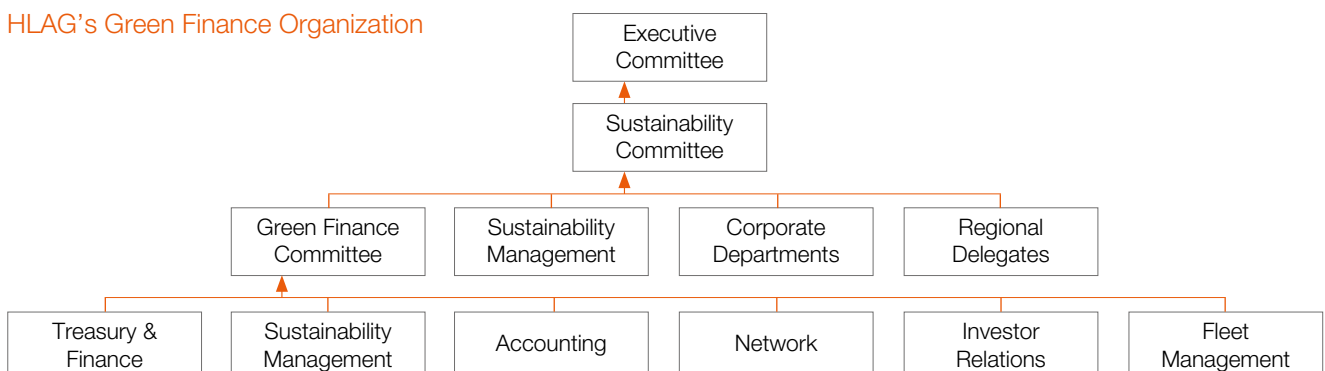 HLAG's Green Finance Organization
Executive
Committee
Sustainability
Committee
Green Finance
Committee
Sustainability
Management
Corporate
Departments
Regional
Delegates
Treasury &
Finance
Sustainability
Management
Accounting
Network
Investor
Relations
Fleet
Management